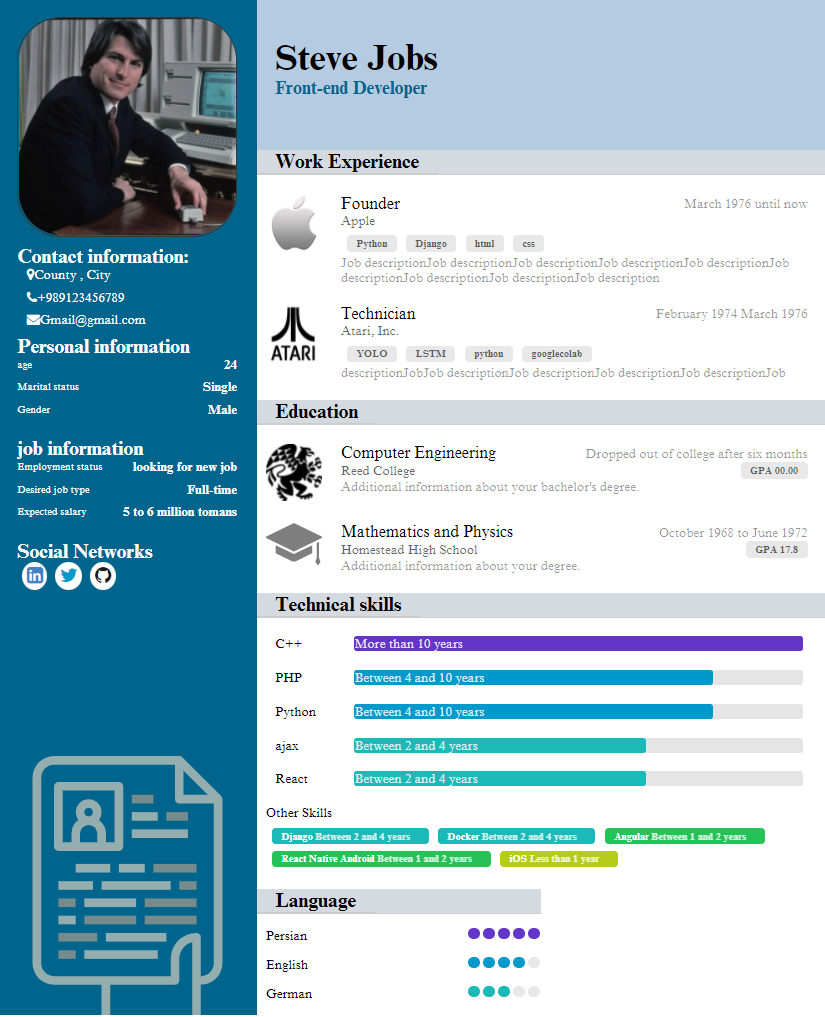 Steve Jobs
Front-end Developer
Contact information:
County , City
+989123456789
Gmail@gmail.com
Personal information
age 24
Marital status Single
Gender Male
job information
Employment status looking for new job
Desired job type Full-time
Expected salary 5 to 6 million tomans
Social Networks
in
Work Experience
Founder March 1976 until now
Apple
Python Django html css
Job descriptionJob descriptionJob descriptionJob descriptionJob descriptionJob
descriptionJob descriptionJob descriptionJob descriptionJob description
Technician February 1974 March 1976
ATARI
Atari, Inc.
YOLO LSTM python googlecolab
descriptionJobJob descriptionJob descriptionJob descriptionJob descriptionJob
Education
Computer Engineering Dropped out of college after six months
Reed College GPA 00.00
Additional information about your bachelor's degree.
Mathematics and Physics October 1968 to June 1972
Homestead High School GPA 17.8
Additional information about your degree.
Technical skills
C++ More than 10 years
PHP Between 4 and 10 years
Python Between 4 and 10 years
ajax Between 2 and 4 years
React Between 2 and 4 years
Other Skills
Django Between 2 and 4 years Docker Between 2 and 4 years Angular Between 1 and 2 years
React Native Android Between 1 and 2 years iOS Less than 1 year
Language
Persian
English
German